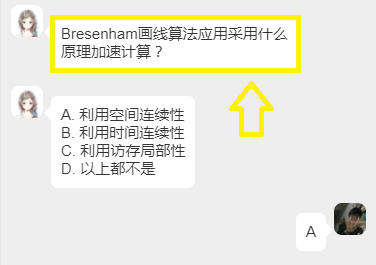 Bresenham画线算法应用采用什么
原理加速计算？
A. 利用空间连续性
B. 利用时间连续性
C. 利用访存局部性
D. 以上都不是
A